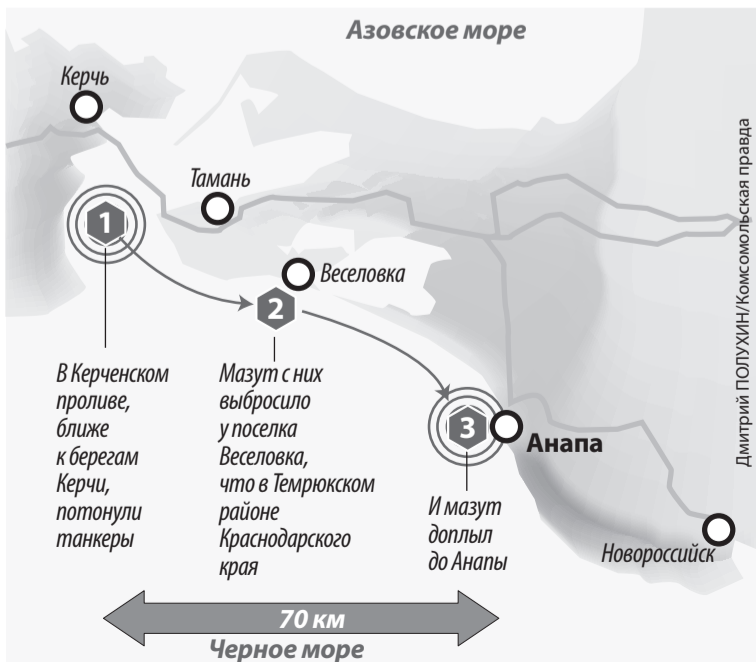 Азовское море
Керчь
Тамань
1
Веселовка
2
В Керченском
проливе,
ближе
к берегам
Керчи,
потонули
танкеры
Мазут с них
выбросило
у поселка
Веселовка,
что в Темрюкском
районе
Краснодарского
края
3
Анапа
И мазут
доплыл
до Анапы
Новороссийск
70 км
Черное море
Дмитрий ПОЛУХИН/Комсомольская правда